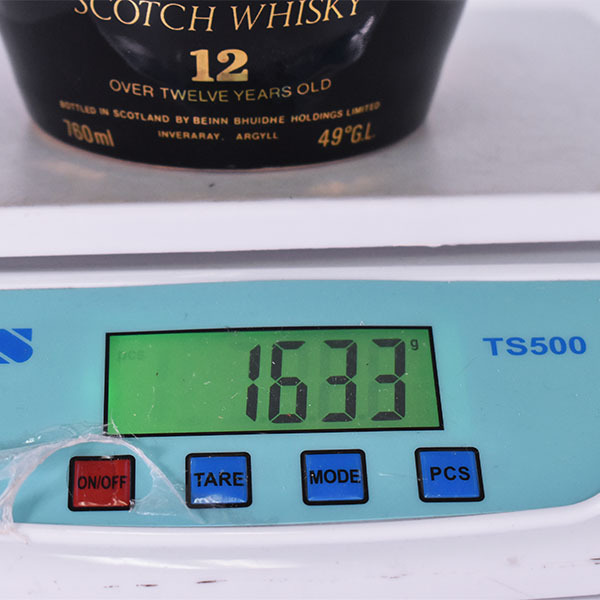 SCOTCH WHISKY
12
OVER TWELVE YEARS OLD
BOTTLED IN SCOTLAND BY BEINN BHUIDHE HOLDINGS LIMITED
760ml INVERARAY, ARGYLL 49°G.L.
S TS500
pcs 1633 g
ON/OFF TARE MODE PCS